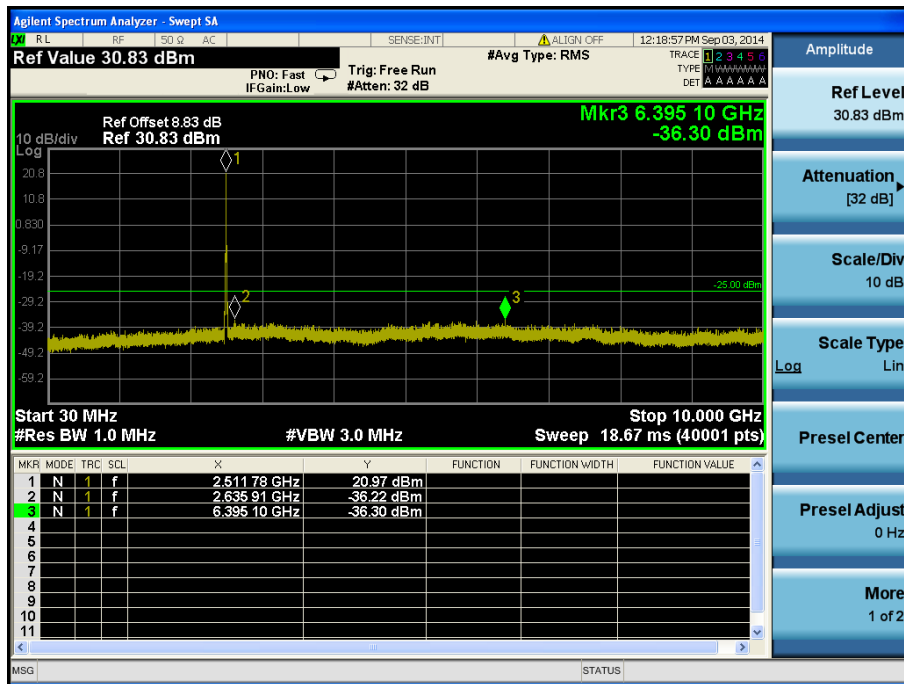 Agilent Spectrum Analyzer - Swept SA
LXI RL RF 50 Ω AC SENSE:INT ALIGN OFF 12:18:57 PM Sep 03, 2014
Ref Value 30.83 dBm
PNO: Fast
IFGain:Low
Trig: Free Run
#Atten: 32 dB
#Avg Type: RMS
TRACE 1 2 3 4 5 6
TYPE M WWWWW
DET A A A A A A
Mkr3 6.395 10 GHz
-36.30 dBm
Ref Offset 8.83 dB
10 dB/div Ref 30.83 dBm
Log
20.8
10.8
0.830
-9.17
-19.2
-29.2
-39.2
-49.2
-59.2
1
2
3
-25.00 dBm
Start 30 MHz Stop 10.000 GHz
#Res BW 1.0 MHz #VBW 3.0 MHz Sweep 18.67 ms (40001 pts)
MKR MODE TRC SCL X Y FUNCTION FUNCTION WIDTH FUNCTION VALUE
1 N 1 f 2.511 78 GHz 20.97 dBm
2 N 1 f 2.635 91 GHz -36.22 dBm
3 N 1 f 6.395 10 GHz -36.30 dBm
4
5
6
7
8
9
10
11
MSG STATUS
Amplitude
Ref Level
30.83 dBm
Attenuation
[32 dB]
Scale/Div
10 dB
Scale Type
Log Lin
Presel Center
Presel Adjust
0 Hz
More
1 of 2